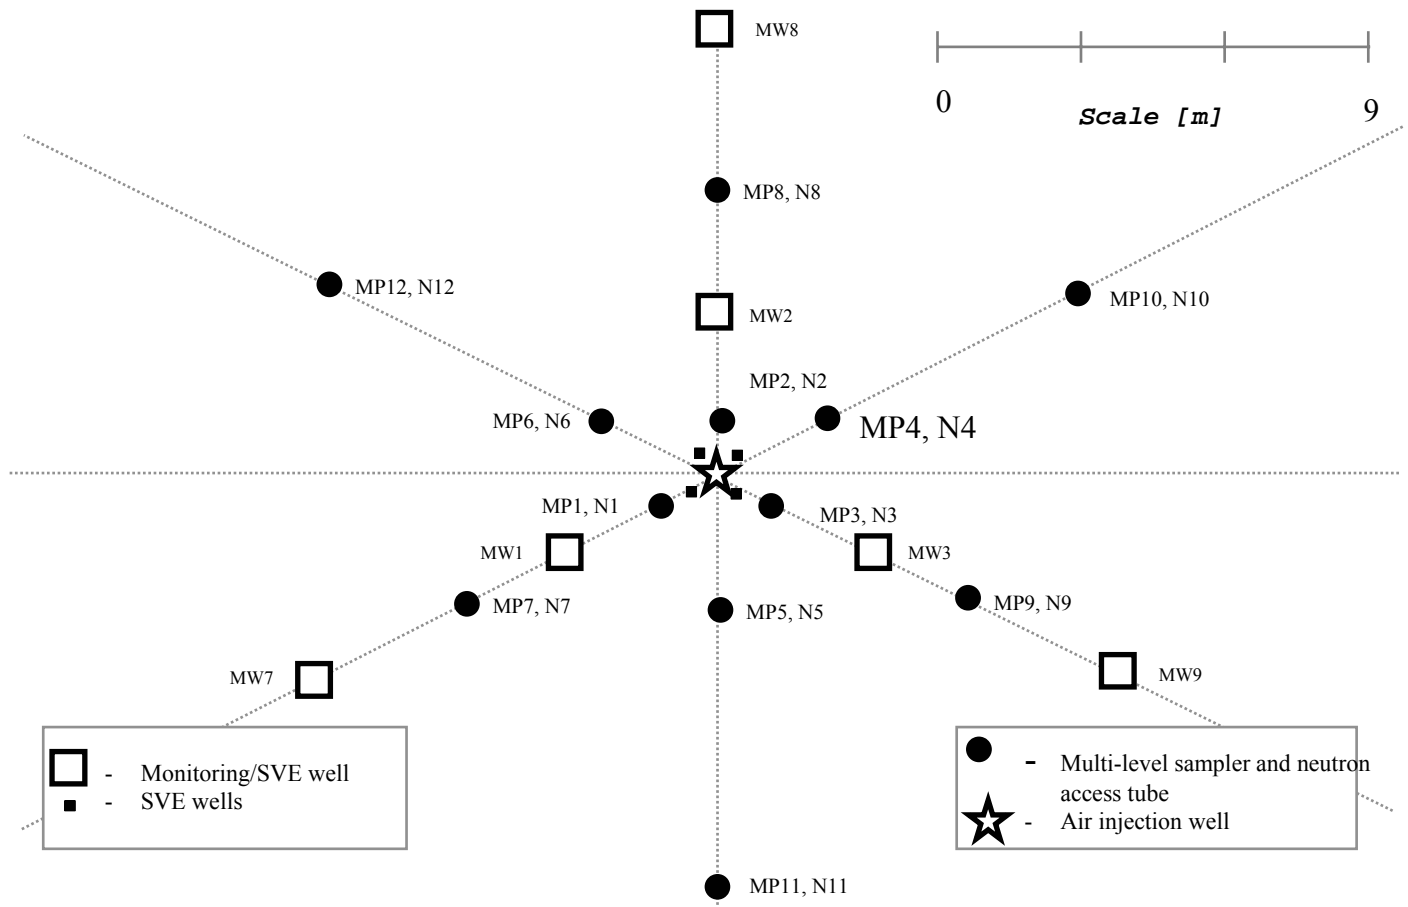 MW8
0
9
Scale [m]
MP8, N8
MP12, N12
MP10, N10
MW2
MP2, N2
MP6, N6
MP4, N4
MP1, N1
MP3, N3
MW1
MW3
MP7, N7
MP5, N5
MP9, N9
MW7
MW9
- Monitoring/SVE well
- SVE wells
- Multi-level sampler and neutron
access tube
- Air injection well
MP11, N11